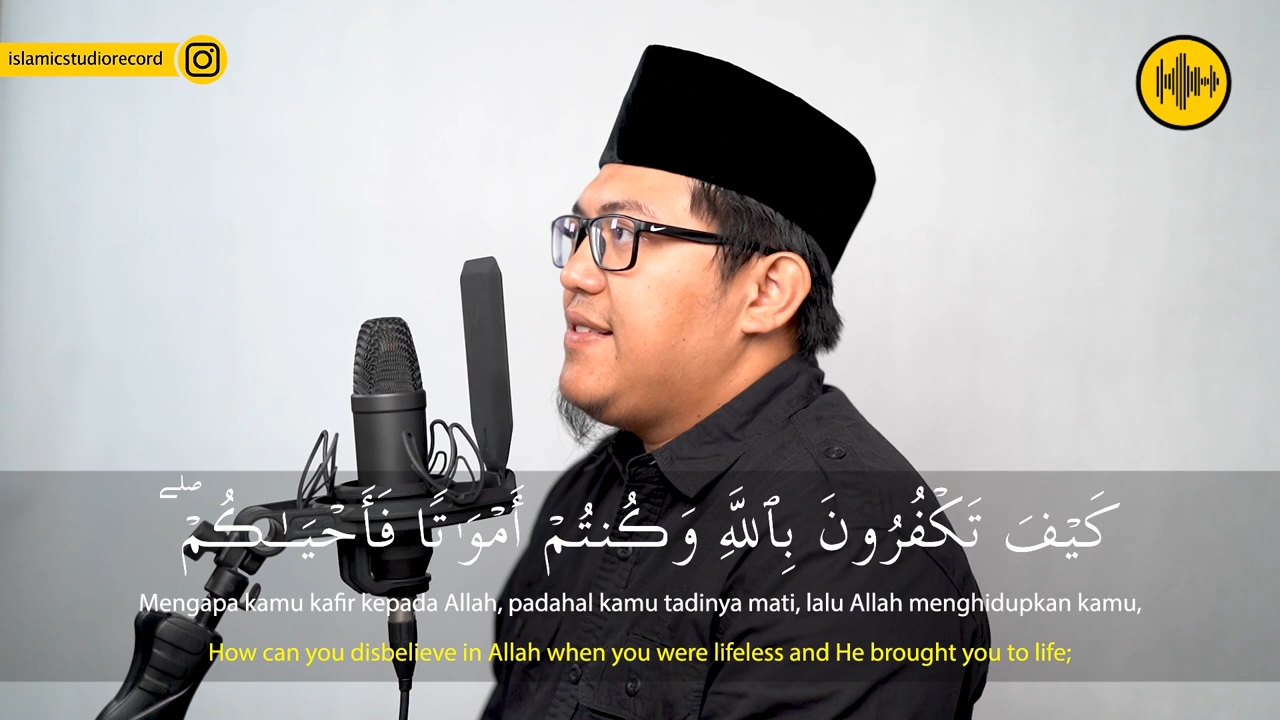 islamicstudiorecord
كَيْفَ تَكْفُرُونَ بِٱللَّهِ وَكُنتُمْ أَمْوَٰتًا فَأَحْيَـٰكُمْ ۖ
Mengapa kamu kafir kepada Allah, padahal kamu tadinya mati, lalu Allah menghidupkan kamu,
How can you disbelieve in Allah when you were lifeless and He brought you to life;